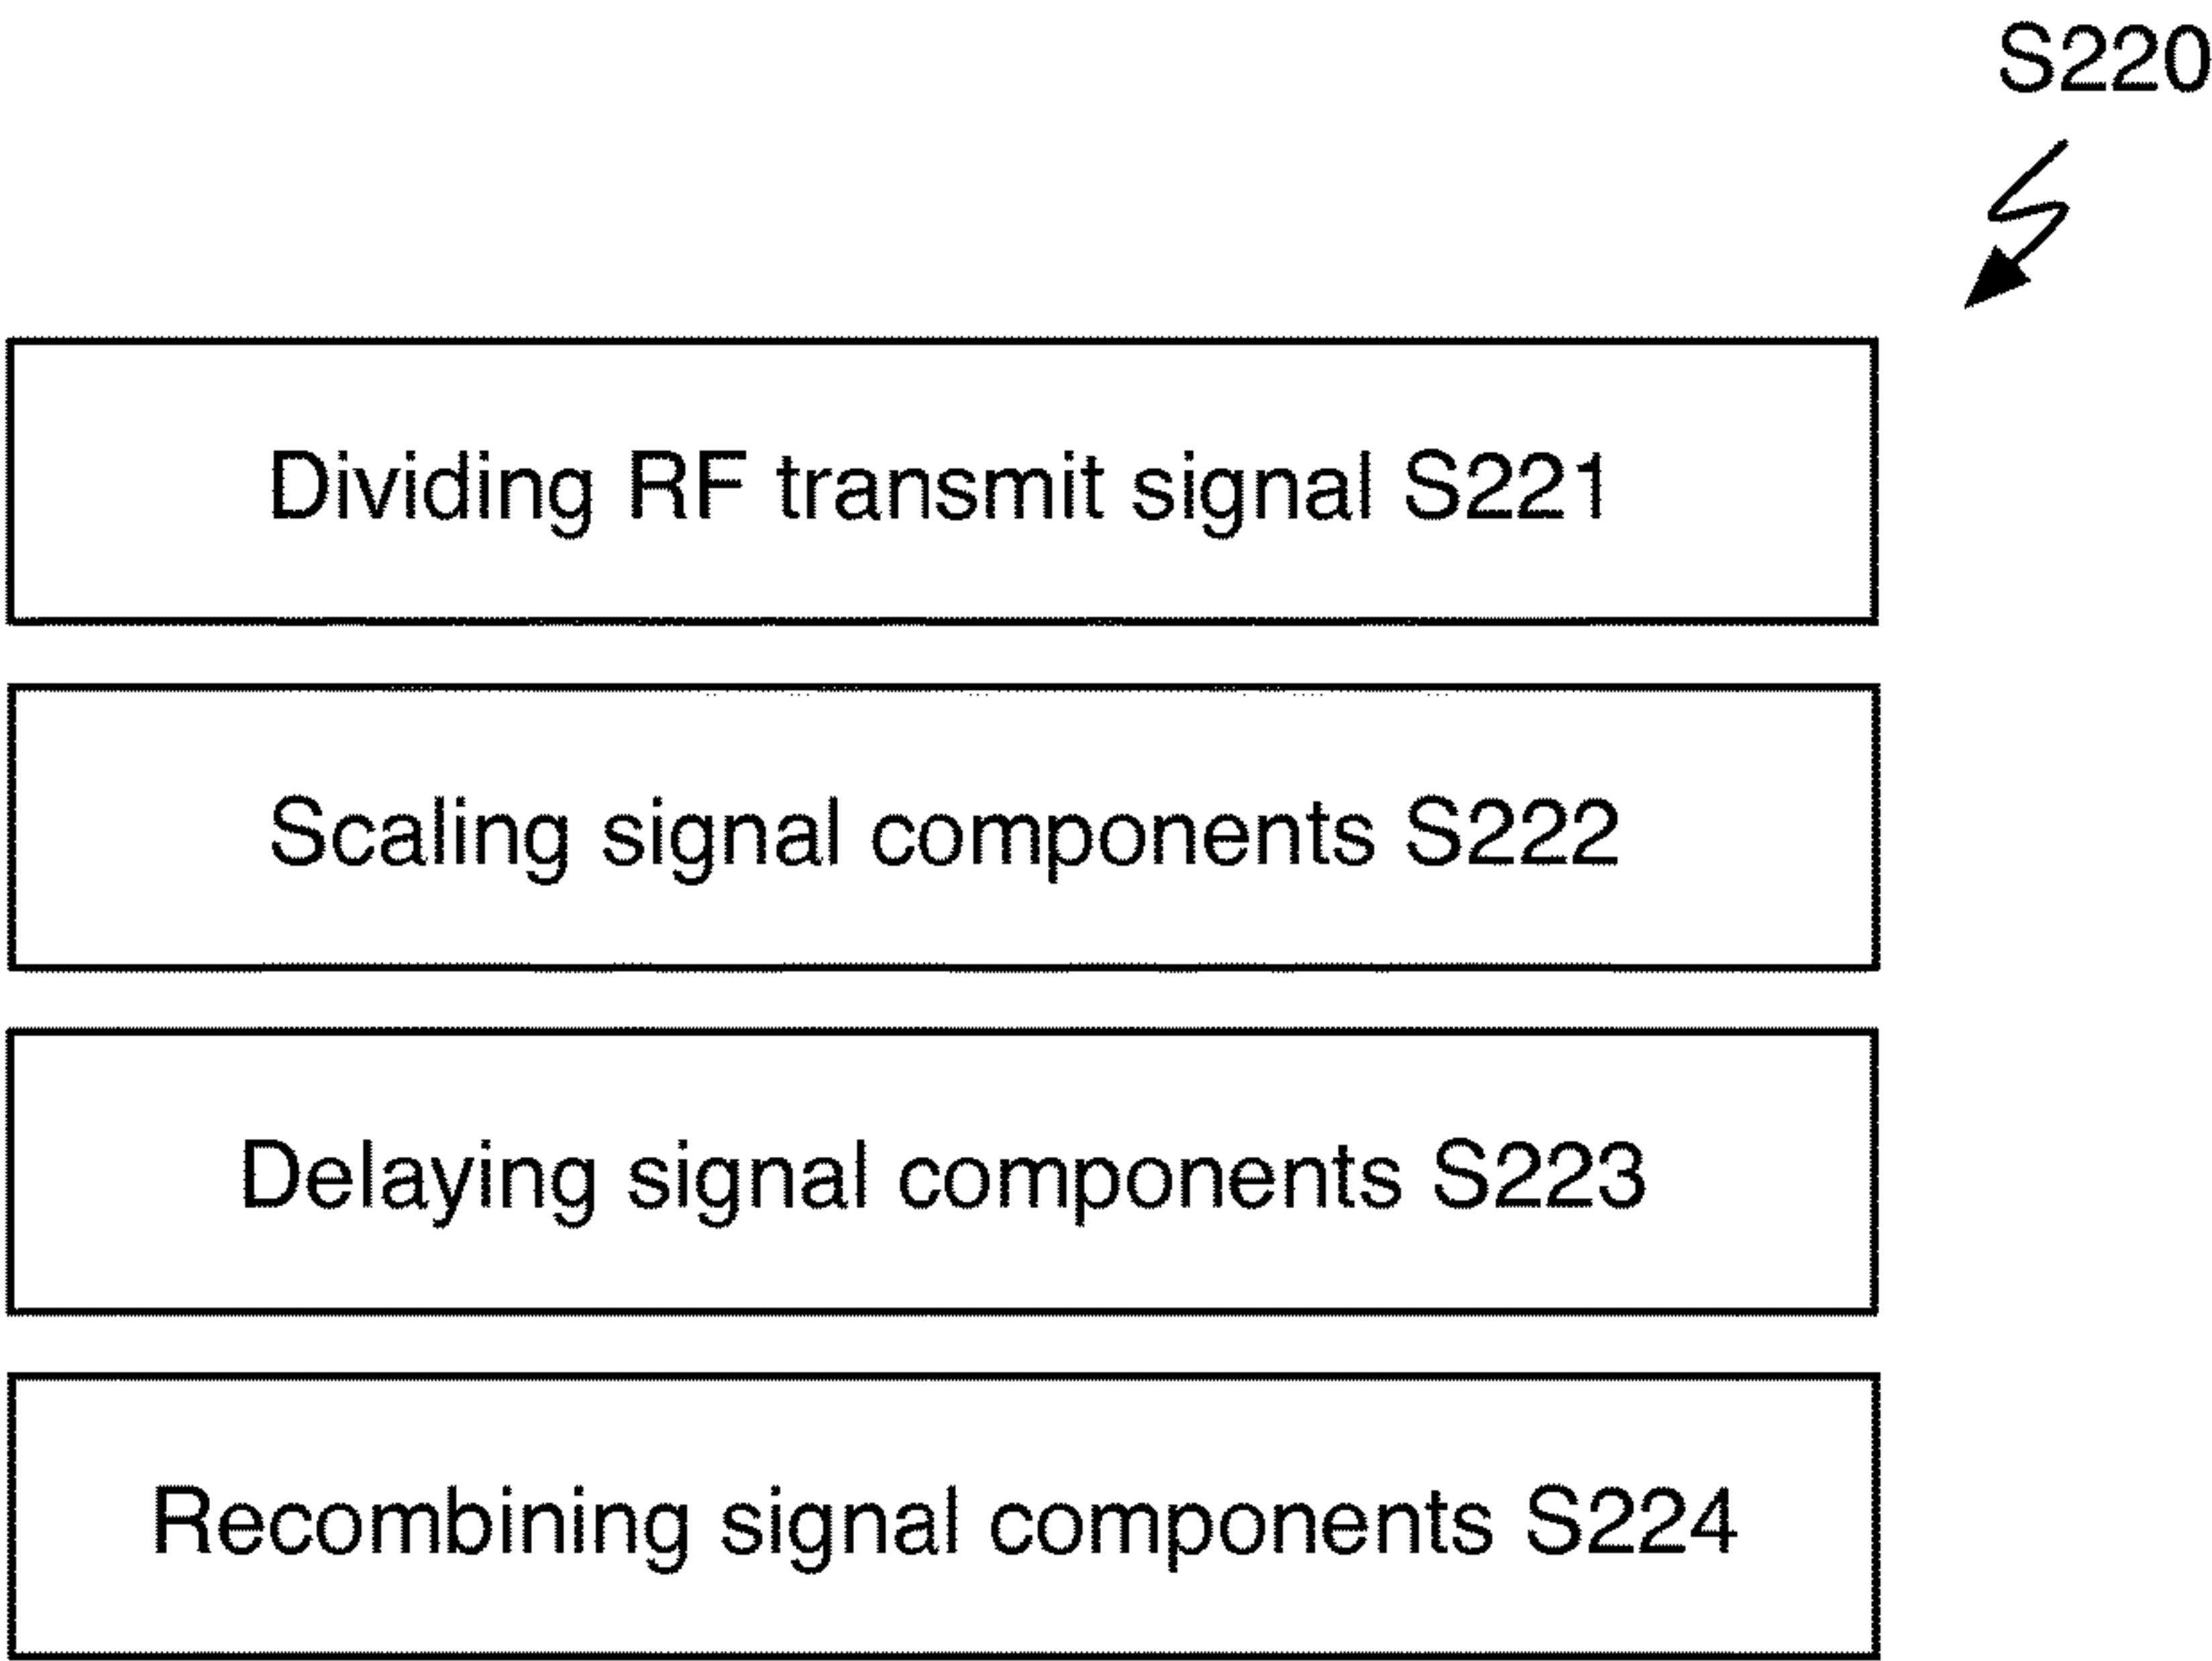 S220
Dividing RF transmit signal S221
Scaling signal components S222
Delaying signal components S223
Recombining signal components S224